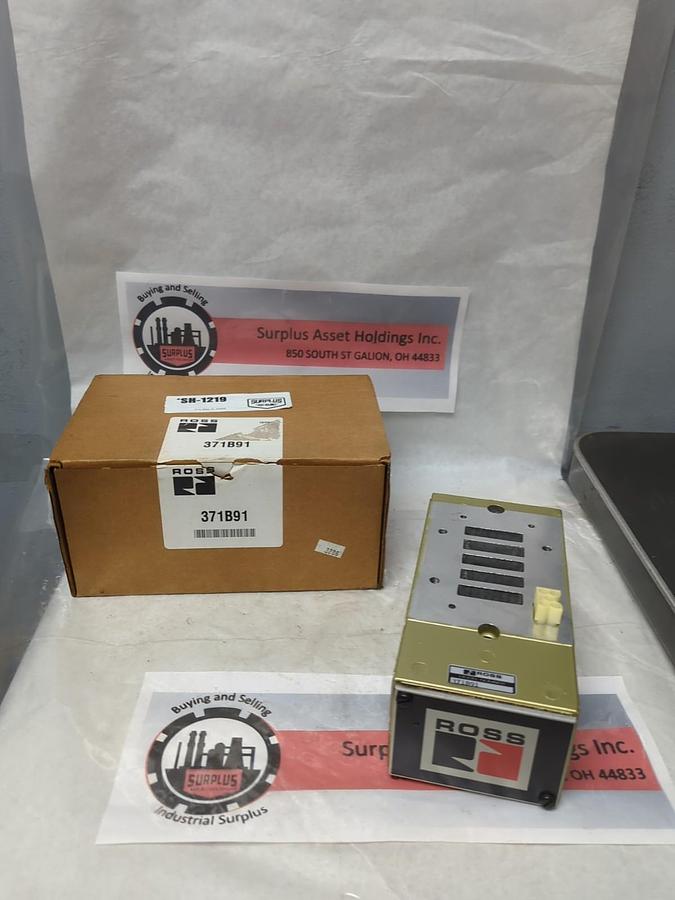 Buying and Selling
SURPLUS
Surplus Asset Holdings Inc.
850 SOUTH ST GALION, OH 44833
*SH-1219
SURPLUS
ROSS
371B91
ROSS
371B91
ROSS
ROSS
Buying and Selling
SURPLUS
Industrial Surplus
Surp gs Inc.
OH 44833